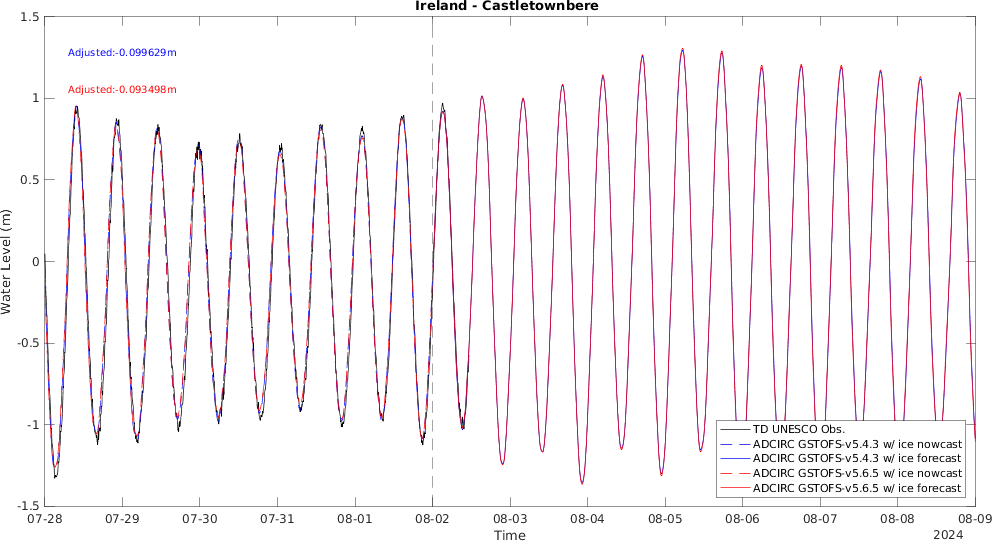 Ireland - Castletownbere
1.5
Adjusted:-0.099629m
Adjusted:-0.093498m
1
0.5
0
-0.5
-1
-1.5
Water Level (m)
TD UNESCO Obs.
ADCIRC GSTOFS-v5.4.3 w/ ice nowcast
ADCIRC GSTOFS-v5.4.3 w/ ice forecast
ADCIRC GSTOFS-v5.6.5 w/ ice nowcast
ADCIRC GSTOFS-v5.6.5 w/ ice forecast
07-28 07-29 07-30 07-31 08-01 08-02 08-03 08-04 08-05 08-06 08-07 08-08 08-09
Time
2024